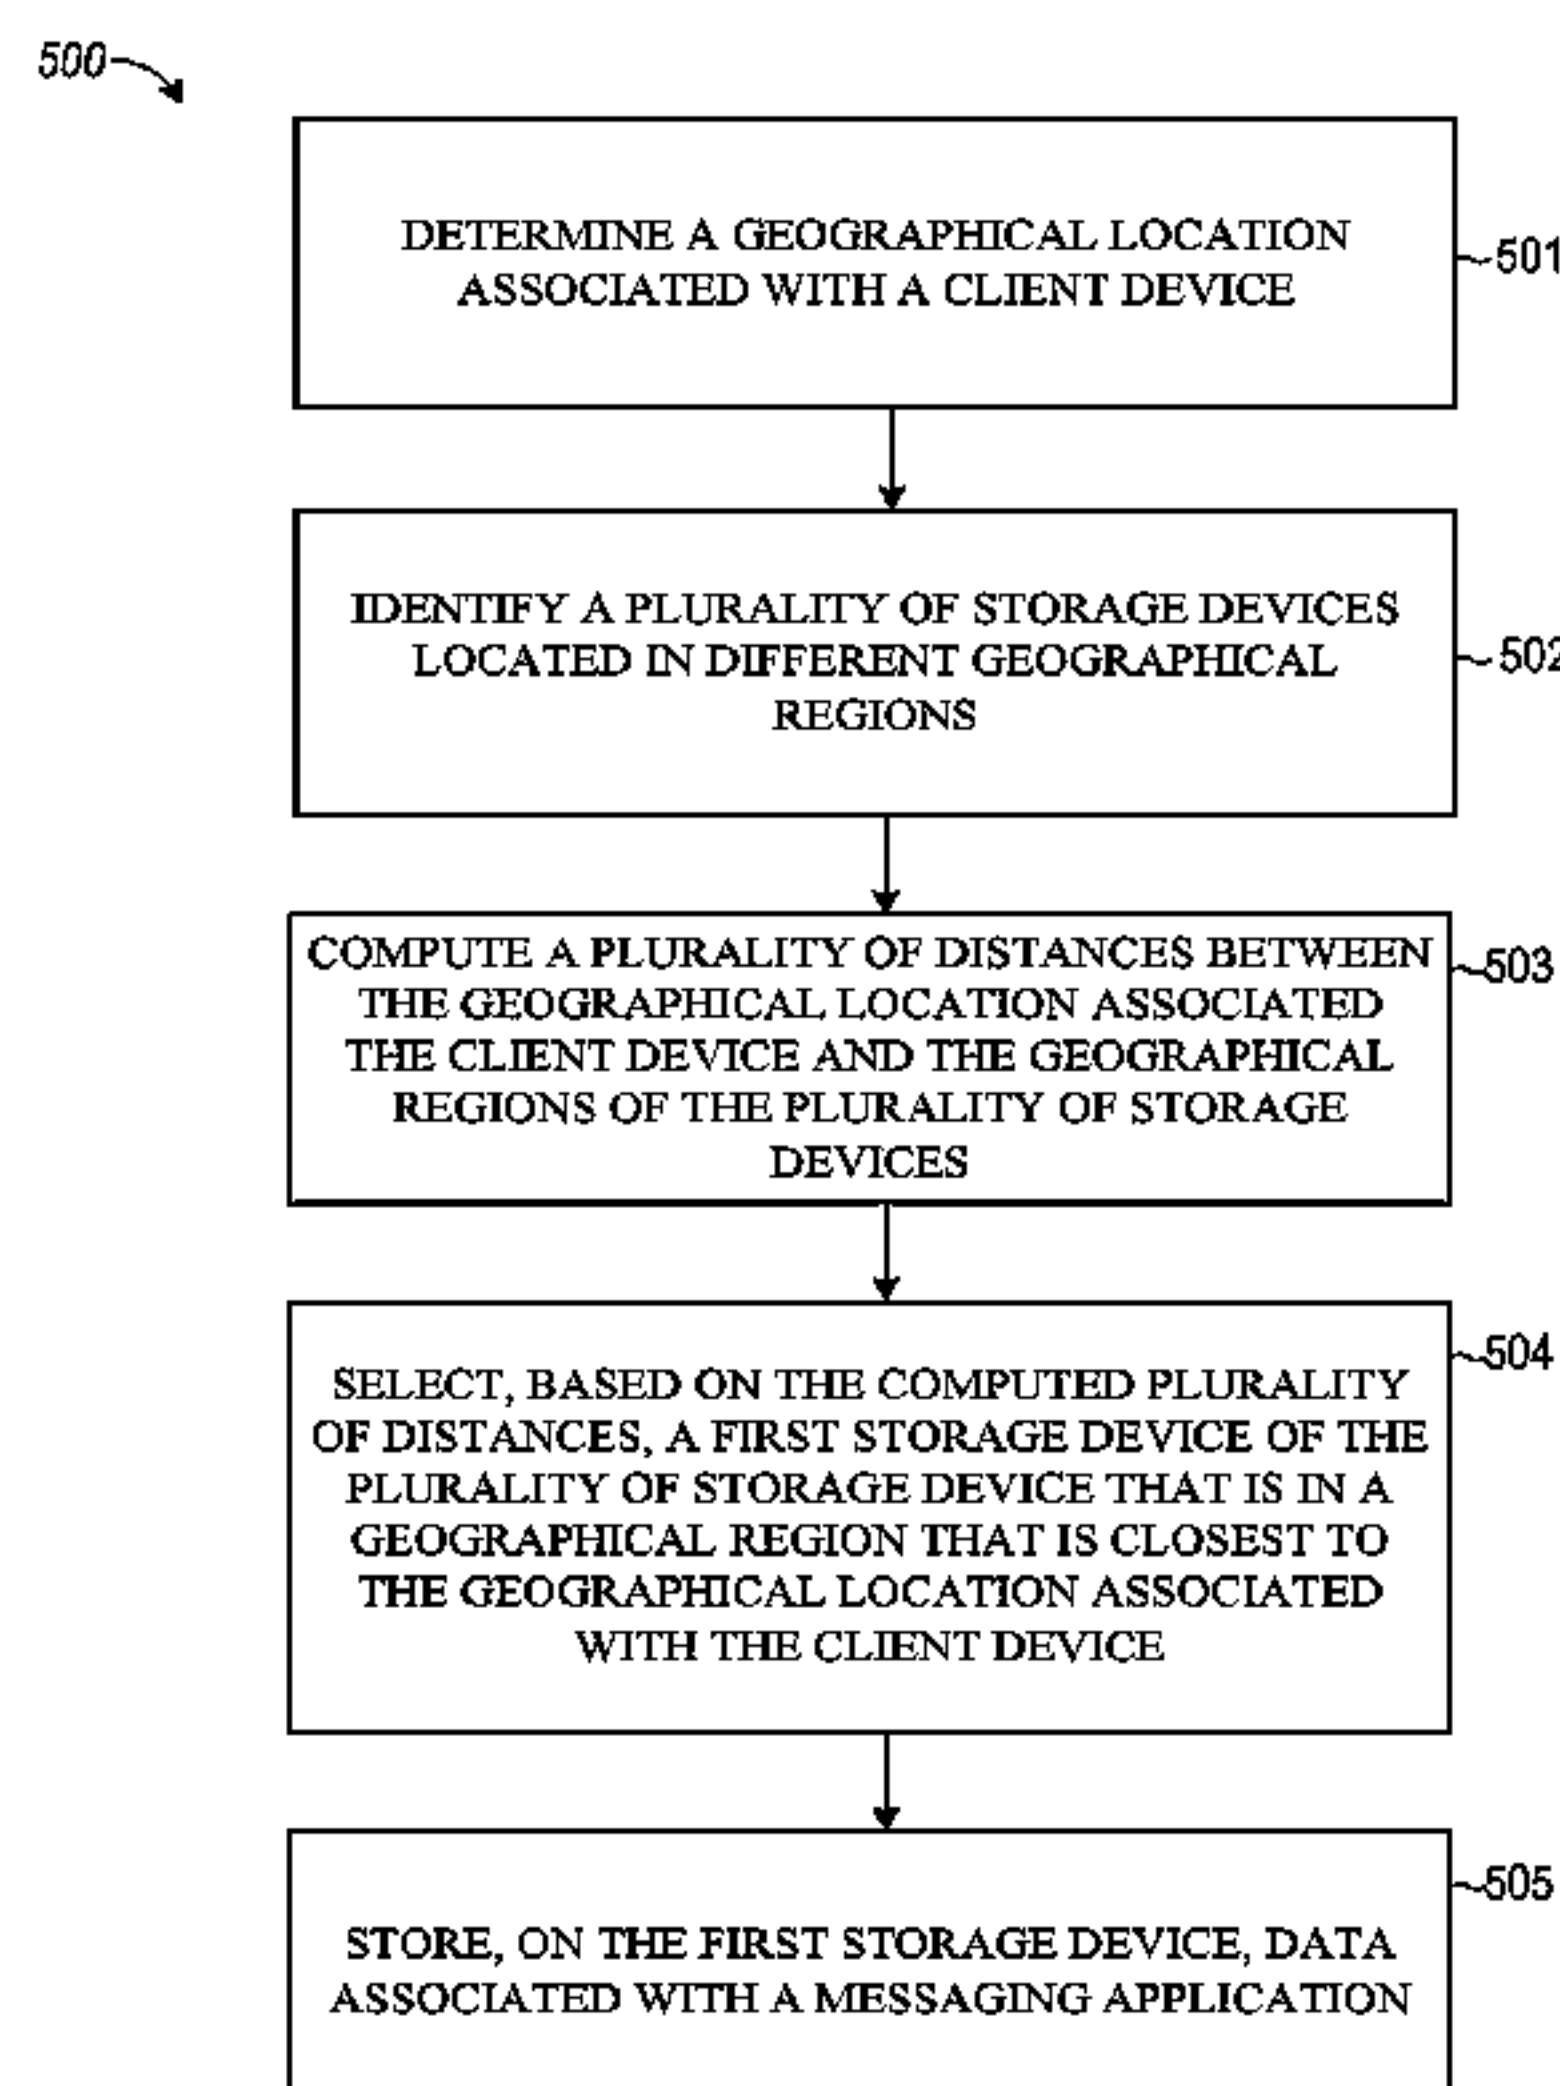 500
DETERMINE A GEOGRAPHICAL LOCATION
ASSOCIATED WITH A CLIENT DEVICE
501
IDENTIFY A PLURALITY OF STORAGE DEVICES
LOCATED IN DIFFERENT GEOGRAPHICAL
REGIONS
502
COMPUTE A PLURALITY OF DISTANCES BETWEEN
THE GEOGRAPHICAL LOCATION ASSOCIATED
THE CLIENT DEVICE AND THE GEOGRAPHICAL
REGIONS OF THE PLURALITY OF STORAGE
DEVICES
503
SELECT, BASED ON THE COMPUTED PLURALITY
OF DISTANCES, A FIRST STORAGE DEVICE OF THE
PLURALITY OF STORAGE DEVICE THAT IS IN A
GEOGRAPHICAL REGION THAT IS CLOSEST TO
THE GEOGRAPHICAL LOCATION ASSOCIATED
WITH THE CLIENT DEVICE
504
STORE, ON THE FIRST STORAGE DEVICE, DATA
ASSOCIATED WITH A MESSAGING APPLICATION
505